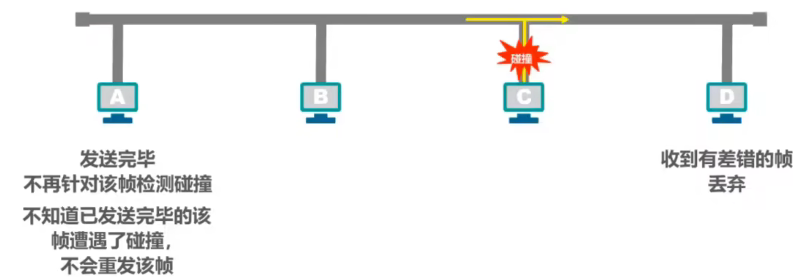 碰撞
A
B
C
D
发送完毕
不再针对该帧检测碰撞
不知道已发送完毕的该
帧遭遇了碰撞，
不会重发该帧
收到有差错的帧
丢弃